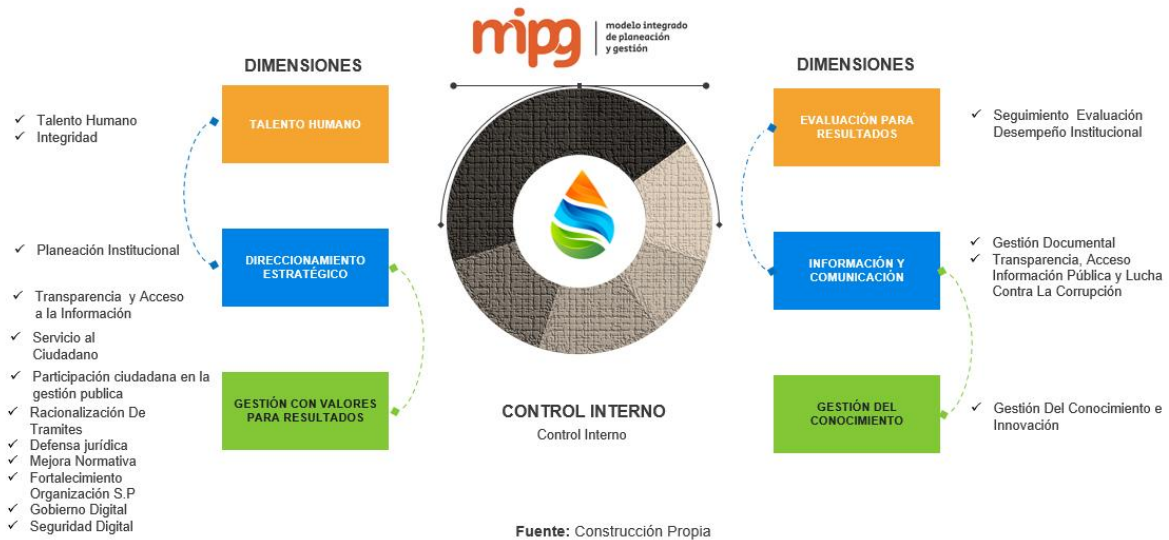 mipg
modelo integrado
de planeación
y gestión
DIMENSIONES
TALENTO HUMANO
✓ Talento Humano
✓ Integridad
DIRECCIONAMIENTO
ESTRATÉGICO
✓ Planeación Institucional
✓ Transparencia y Acceso
a la Información
✓ Servicio al
Ciudadano
✓ Participación ciudadana en la
gestión publica
✓ Racionalización De
Tramites
✓ Defensa jurídica
✓ Mejora Normativa
✓ Fortalecimiento
Organización S.P
✓ Gobierno Digital
✓ Seguridad Digital
GESTIÓN CON VALORES
PARA RESULTADOS
CONTROL INTERNO
Control Interno
DIMENSIONES
EVALUACIÓN PARA
RESULTADOS
✓ Seguimiento Evaluación
Desempeño Institucional
INFORMACIÓN Y
COMUNICACIÓN
✓ Gestión Documental
✓ Transparencia, Acceso
Información Pública y Lucha
Contra La Corrupción
GESTIÓN DEL
CONOCIMIENTO
✓ Gestión Del Conocimiento e
Innovación
Fuente: Construcción Propia